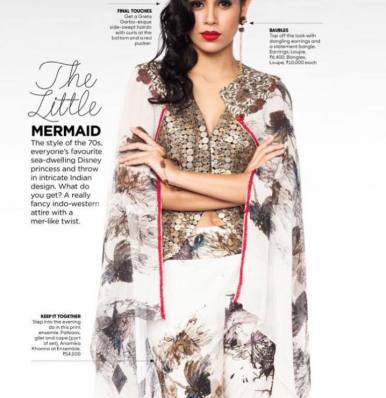 FINAL TOUCHES
Get a Greta
Garbo-esque
side-swept hairdo
with curls at the
bottom and a red
pucker.
BAUBLES
Top off the look with
dangling earrings and
a statement bangle.
Earrings, Loupe,
₹6,400. Bangles,
Loupe, ₹10,000 each
The
Little
MERMAID
The style of the 70s,
everyone's favourite
sea-dwelling Disney
princess and throw
in intricate Indian
design. What do
you get? A really
fancy indo-western
attire with a
mer-like twist.
KEEP IT TOGETHER
Step into the evening
do in this print
ensemle. Pallazos,
gilet and cape (part
of set), Anamika
Khanna at Ensemble,
₹54,500